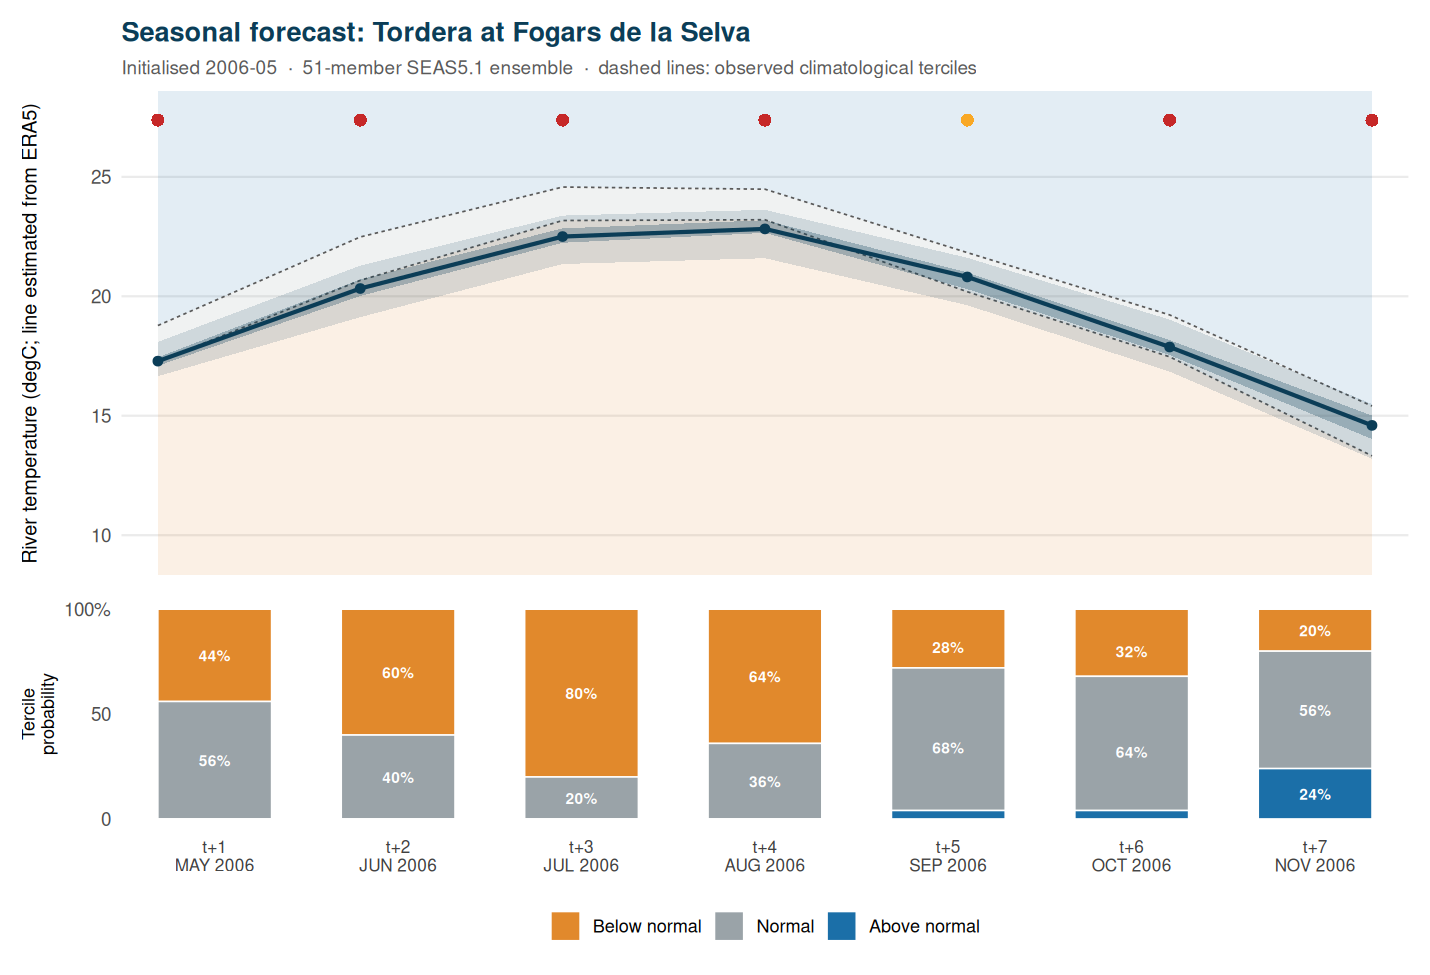 Seasonal forecast: Tordera at Fogars de la Selva
Initialised 2006-05 · 51-member SEAS5.1 ensemble · dashed lines: observed climatological terciles
River temperature (degC; line estimated from ERA5)
25
20
15
10
Tercile
probability
100%
50
0
44%
60%
80%
64%
28%
32%
20%
56%
40%
20%
36%
68%
64%
56%
24%
t+1
MAY 2006
t+2
JUN 2006
t+3
JUL 2006
t+4
AUG 2006
t+5
SEP 2006
t+6
OCT 2006
t+7
NOV 2006
Below normal
Normal
Above normal